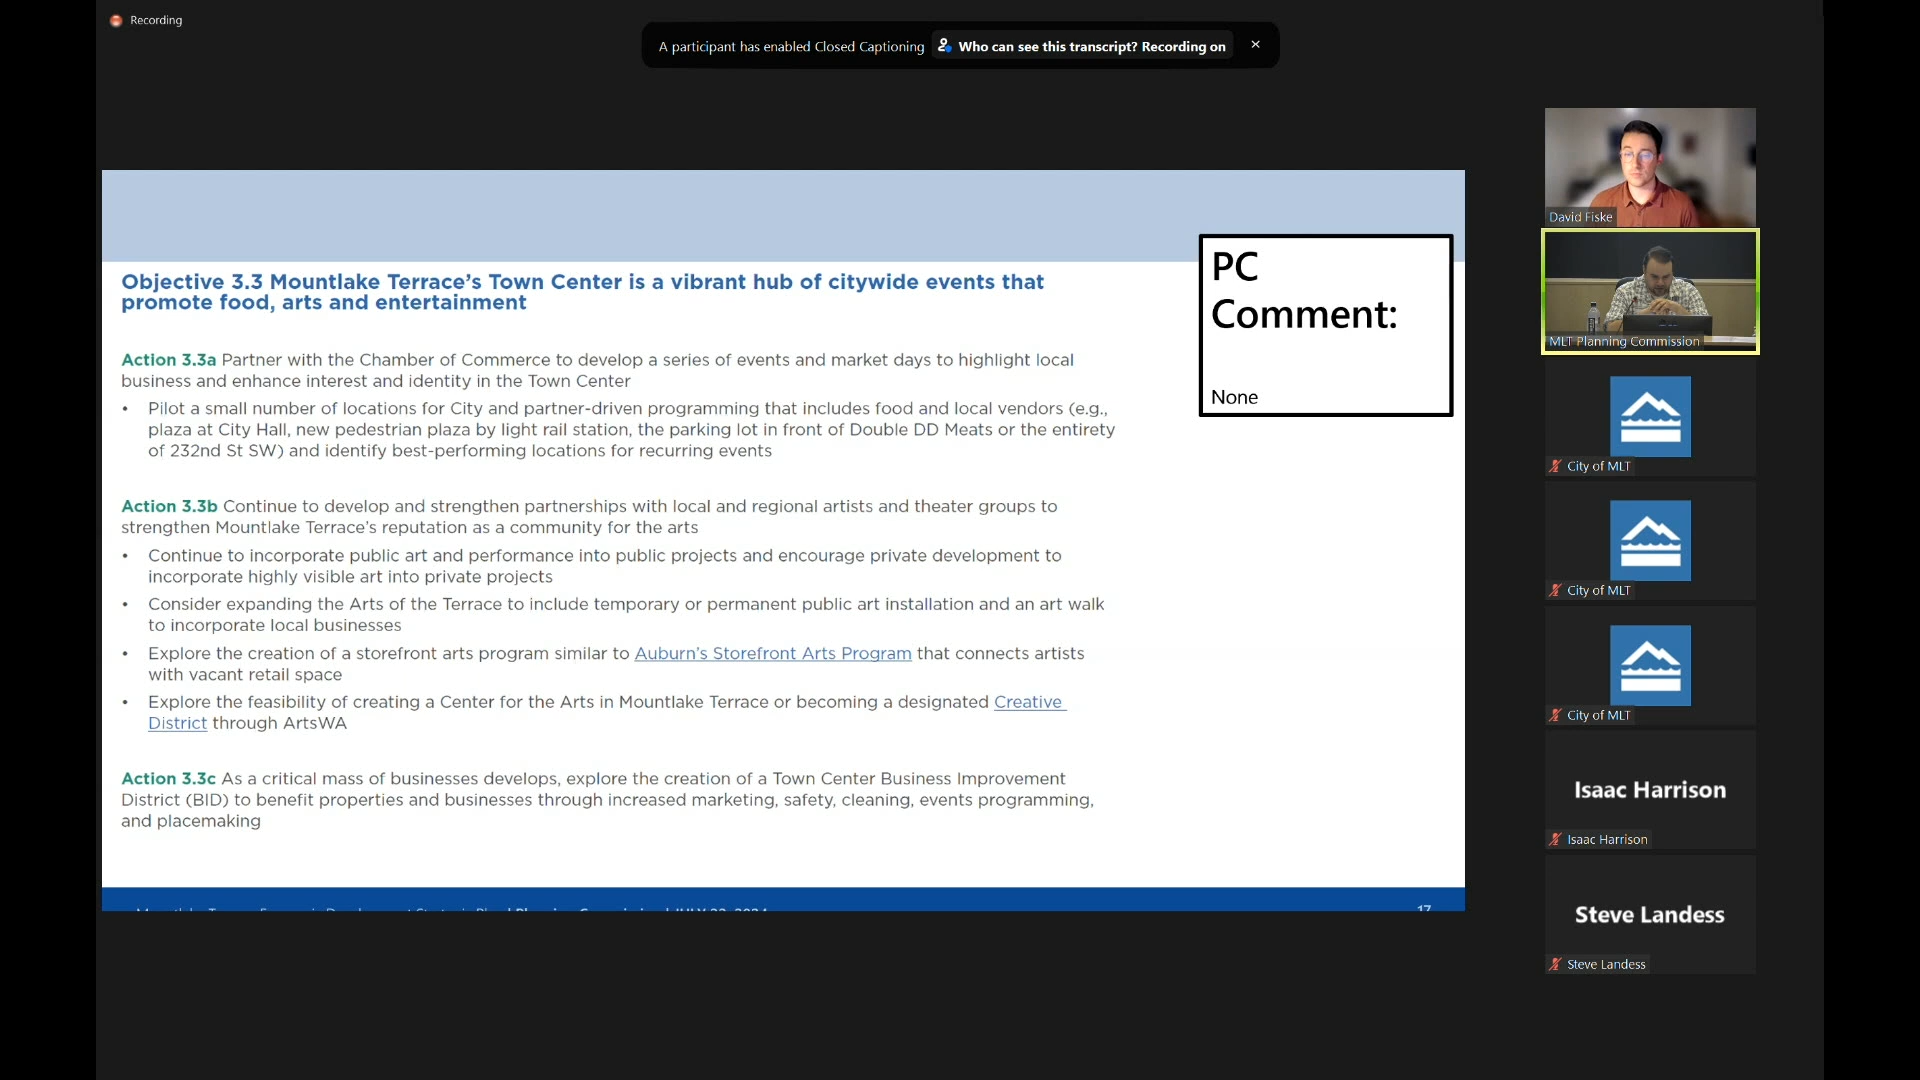 Recording
A participant has enabled Closed Captioning Who can see this transcript? Recording on
Objective 3.3 Mountlake Terrace's Town Center is a vibrant hub of citywide events that
promote food, arts and entertainment
PC
Comment:
None
Action 3.3a Partner with the Chamber of Commerce to develop a series of events and market days to highlight local
business and enhance interest and identity in the Town Center
• Pilot a small number of locations for City and partner-driven programming that includes food and local vendors (e.g.,
plaza at City Hall, new pedestrian plaza by light rail station, the parking lot in front of Double DD Meats or the entirety
of 232nd St SW) and identify best-performing locations for recurring events
Action 3.3b Continue to develop and strengthen partnerships with local and regional artists and theater groups to
strengthen Mountlake Terrace's reputation as a community for the arts
• Continue to incorporate public art and performance into public projects and encourage private development to
incorporate highly visible art into private projects
• Consider expanding the Arts of the Terrace to include temporary or permanent public art installation and an art walk
to incorporate local businesses
• Explore the creation of a storefront arts program similar to Auburn's Storefront Arts Program that connects artists
with vacant retail space
• Explore the feasibility of creating a Center for the Arts in Mountlake Terrace or becoming a designated Creative
District through ArtsWA
Action 3.3c As a critical mass of businesses develops, explore the creation of a Town Center Business Improvement
District (BID) to benefit properties and businesses through increased marketing, safety, cleaning, events programming,
and placemaking
17
David Fiske
MLT Planning Commission
City of MLT
City of MLT
City of MLT
Isaac Harrison
Isaac Harrison
Steve Landess
Steve Landess